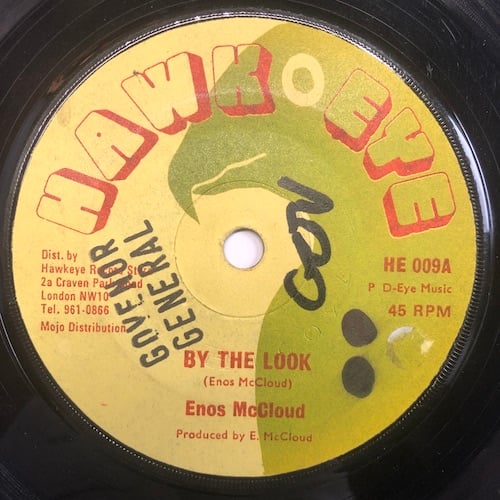 HAWKEYE
Dist. by
Hawkeye Record Store
2a Craven Park Road
London NW10
Tel. 961-0866
Mojo Distribution
GOVENOR
GENERAL
GON
HE 009A
P D-Eye Music
45 RPM
BY THE LOOK
(Enos McCloud)
Enos McCloud
Produced by E. McCloud